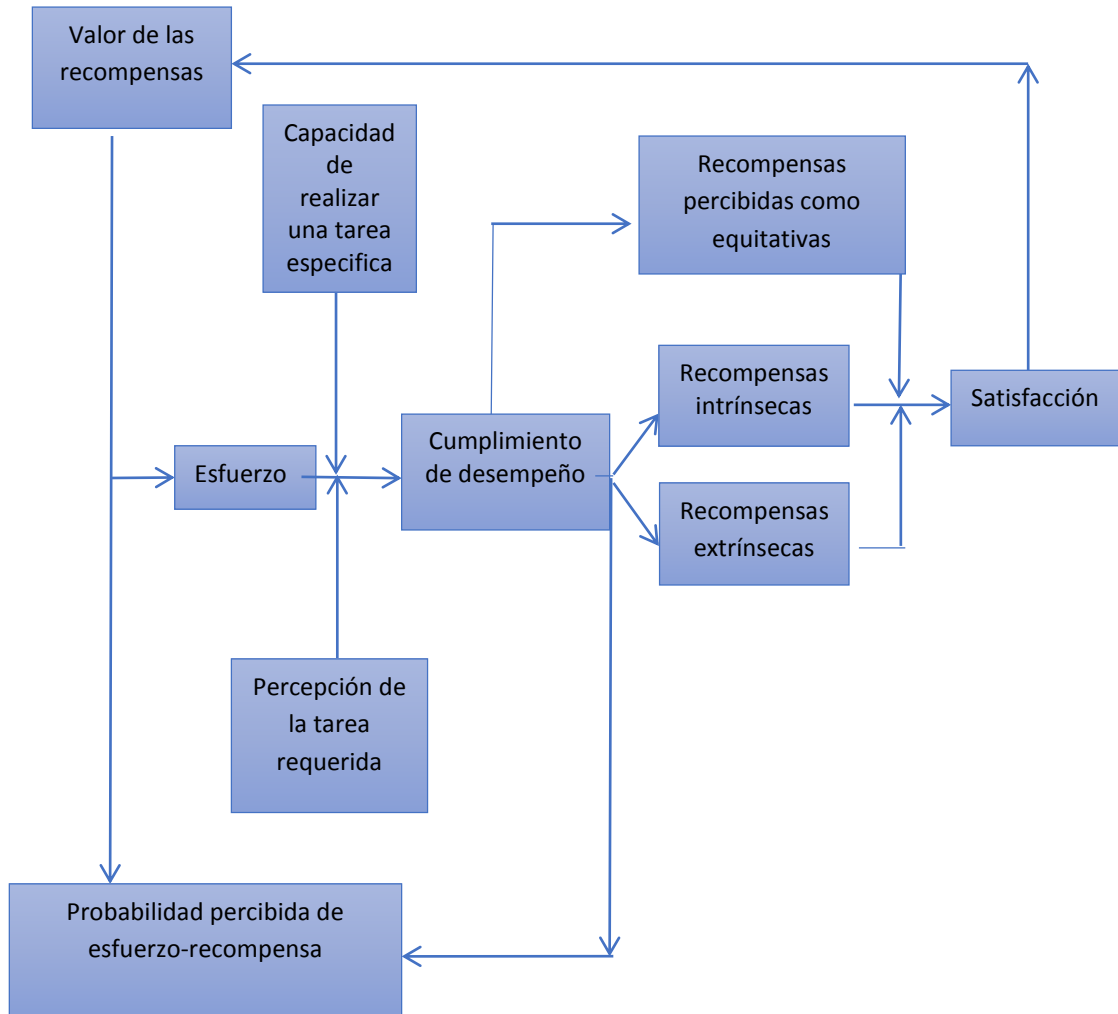 Valor de las
recompensas
Capacidad
de
realizar
una tarea
especifica
Recompensas
percibidas como
equitativas
Recompensas
intrínsecas
Satisfacción
Esfuerzo
Cumplimiento
de desempeño
Recompensas
extrínsecas
Percepción de
la tarea
requerida
Probabilidad percibida de
esfuerzo-recompensa